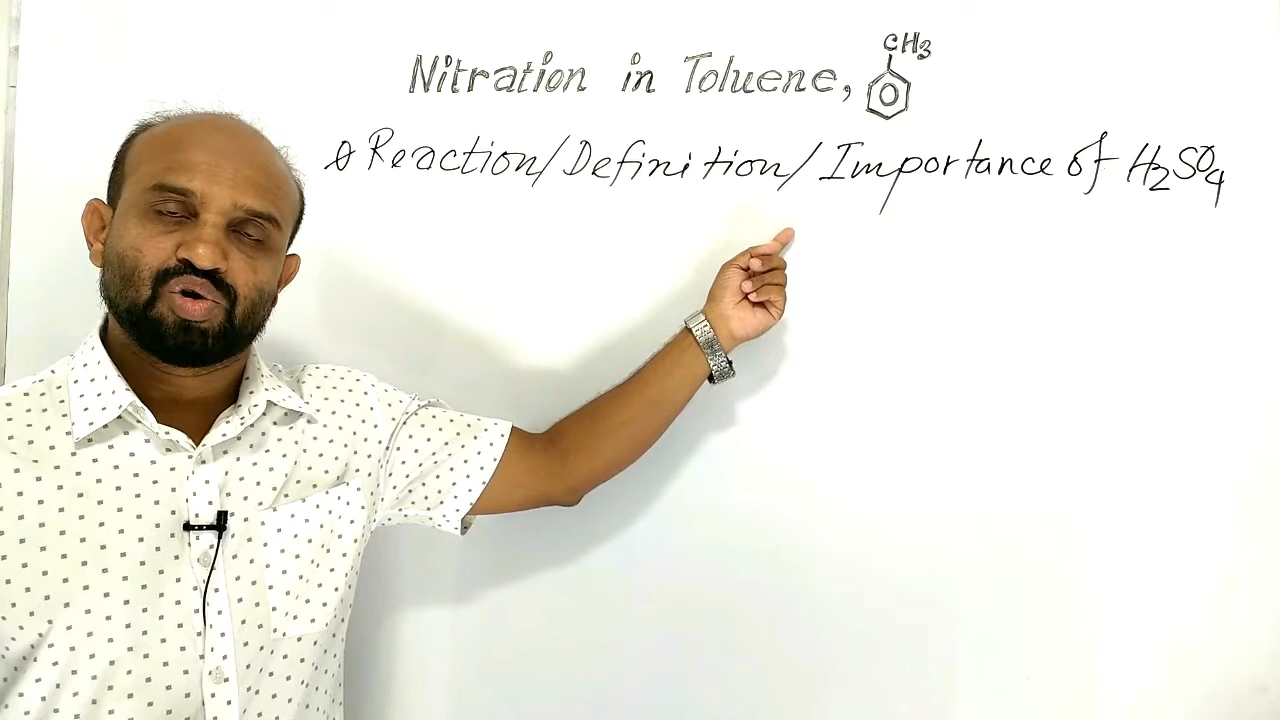 Nitration in Toluene, CH3
Reaction/Definition/Importance of H2SO4